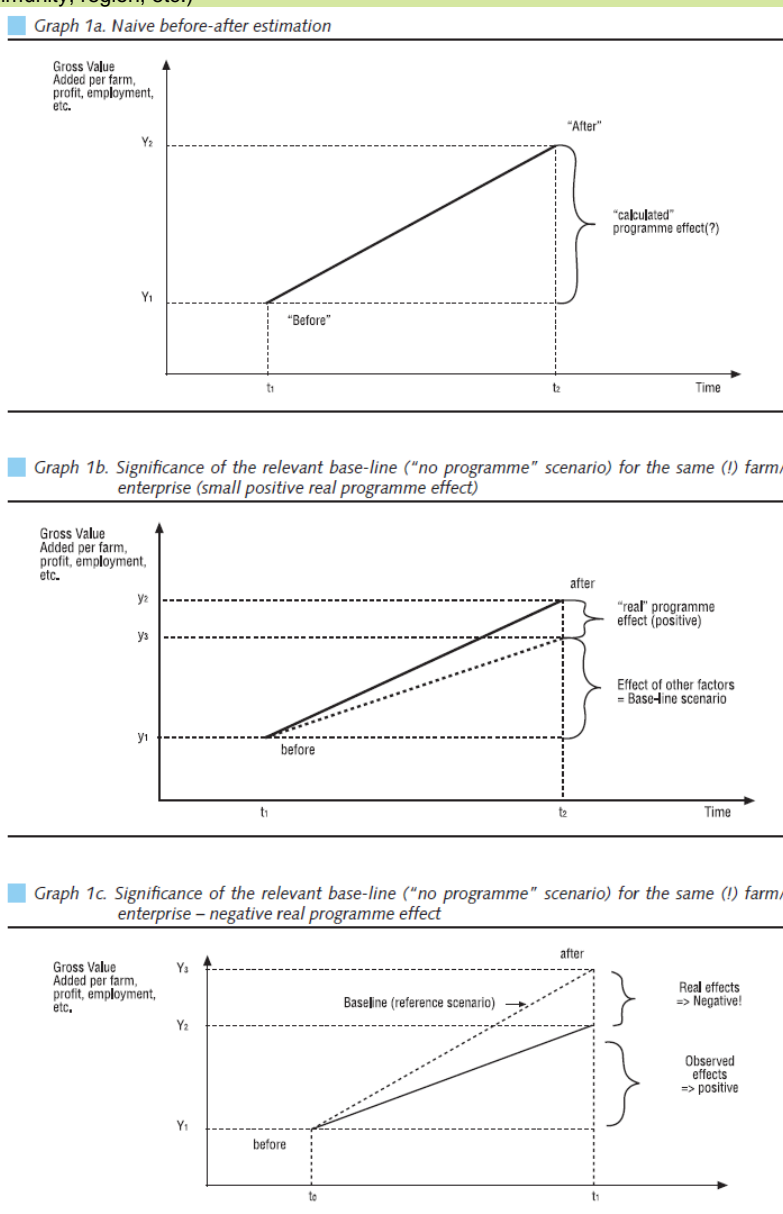 Graph 1a. Naive before-after estimation
Gross Value
Added per farm,
profit, employment,
etc.
Y2
"After"
"calculated"
programme effect(?)
Y1
"Before"
t1
t2
Time
Graph 1b. Significance of the relevant base-line ("no programme" scenario) for the same (!) farm/
enterprise (small positive real programme effect)
Gross Value
Added per farm,
profit, employment,
etc.
after
y2
"real" programme
effect (positive)
y3
Effect of other factors
= Base-line scenario
y1
before
t1
t2
Time
Graph 1c. Significance of the relevant base-line ("no programme" scenario) for the same (!) farm/
enterprise – negative real programme effect
Gross Value
Added per farm,
profit, employment,
etc.
Y3
after
Baseline (reference scenario)
Real effects
=> Negative!
Y2
Observed
effects
=> positive
Y1
before
t0
t1